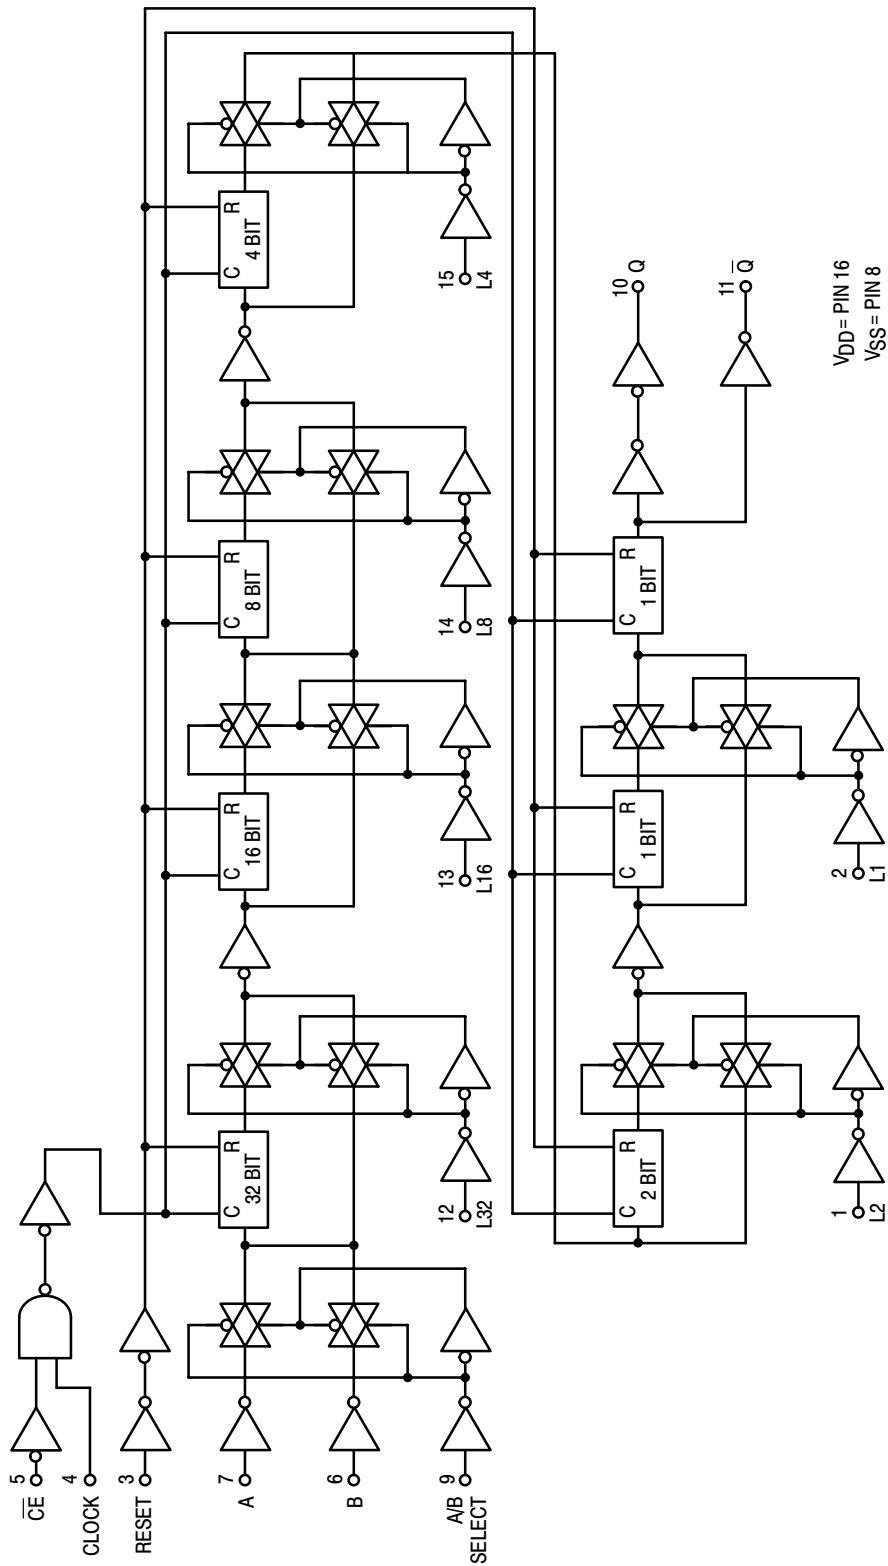 5
C̅E̅
4
CLOCK
3
RESET
7
A
6
B
9
A/B
SELECT
C
R
32 BIT
12
L32
C
R
16 BIT
13
L16
C
R
8 BIT
14
L8
C
R
4 BIT
15
L4
C
R
2 BIT
1
L2
C
R
1 BIT
2
L1
C
R
1 BIT
10
Q
11
Q̅
VDD = PIN 16
VSS = PIN 8